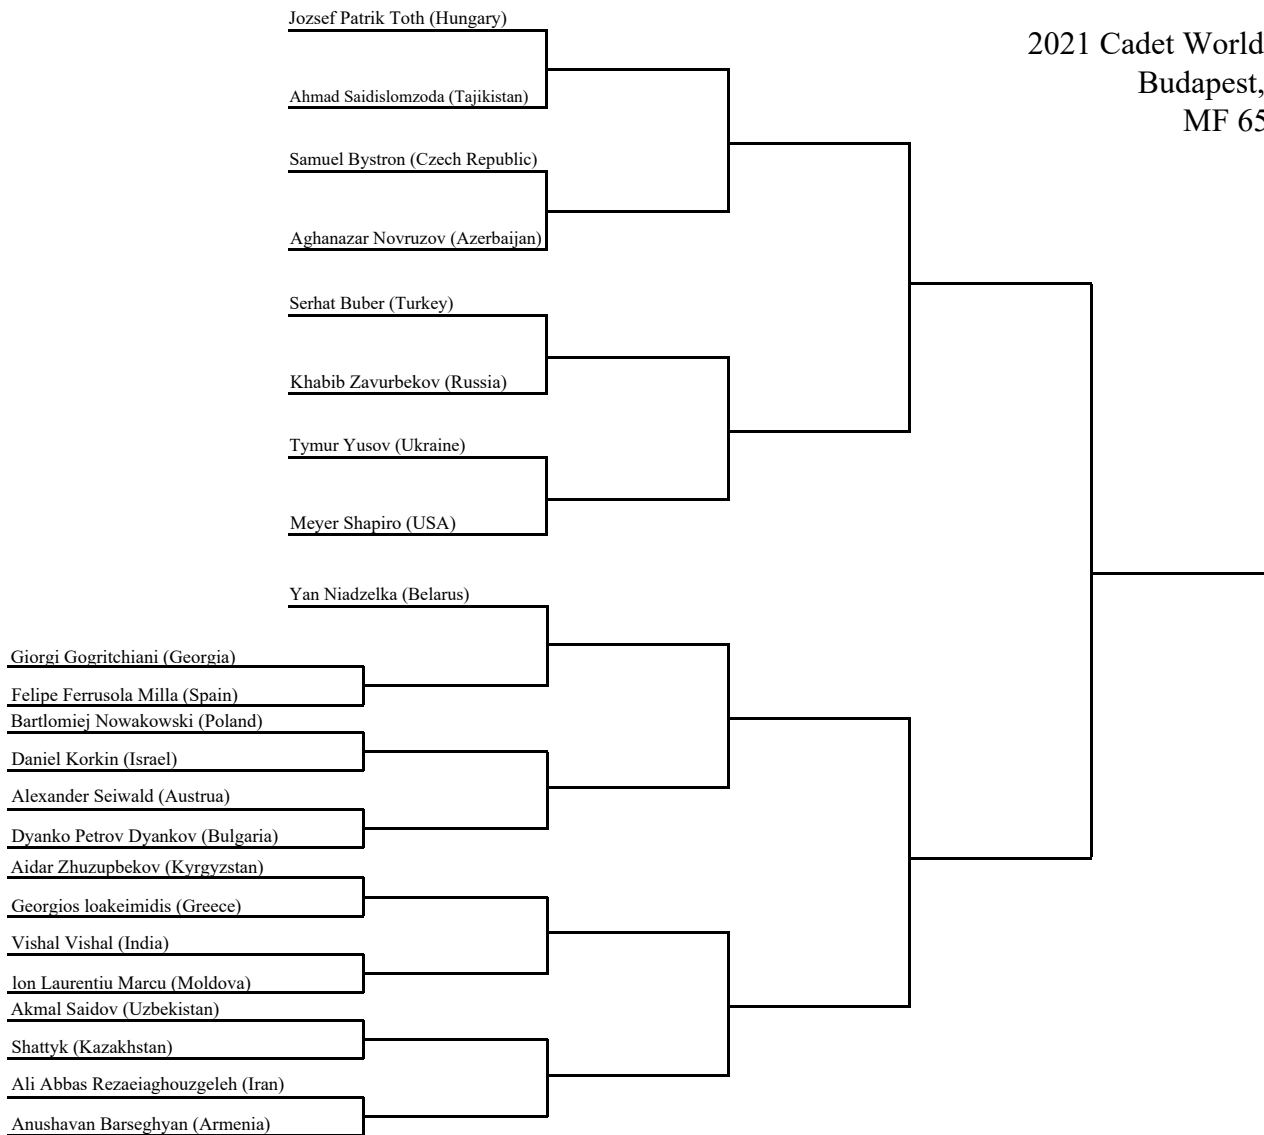 Jozsef Patrik Toth (Hungary)
2021 Cadet World
Budapest,
MF 65
Ahmad Saidislomzoda (Tajikistan)
Samuel Bystron (Czech Republic)
Aghanazar Novruzov (Azerbaijan)
Serhat Buber (Turkey)
Khabib Zavurbekov (Russia)
Tymur Yusov (Ukraine)
Meyer Shapiro (USA)
Yan Niadzelka (Belarus)
Giorgi Gogritchiani (Georgia)
Felipe Ferrusola Milla (Spain)
Bartlomiej Nowakowski (Poland)
Daniel Korkin (Israel)
Alexander Seiwald (Austrua)
Dyanko Petrov Dyankov (Bulgaria)
Aidar Zhuzupbekov (Kyrgyzstan)
Georgios loakeimidis (Greece)
Vishal Vishal (India)
lon Laurentiu Marcu (Moldova)
Akmal Saidov (Uzbekistan)
Shattyk (Kazakhstan)
Ali Abbas Rezaeiaghouzgeleh (Iran)
Anushavan Barseghyan (Armenia)